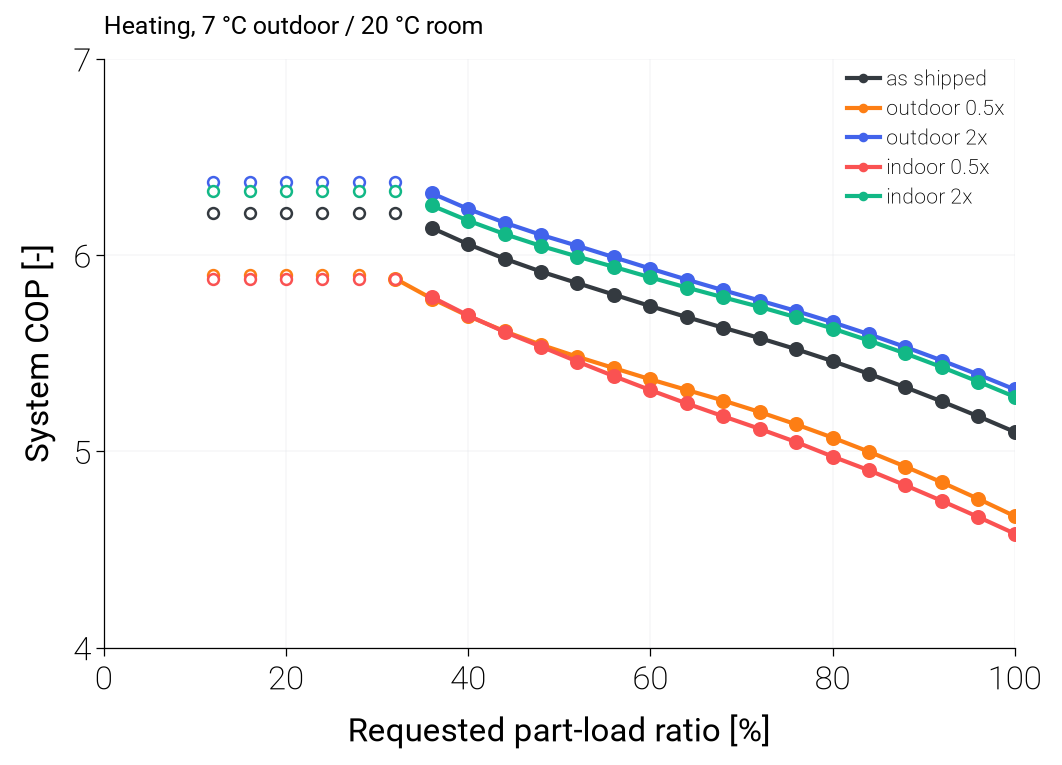 Heating, 7 °C outdoor / 20 °C room
7
6
5
4
System COP [-]
as shipped
outdoor 0.5x
outdoor 2x
indoor 0.5x
indoor 2x
0 20 40 60 80 100
Requested part-load ratio [%]